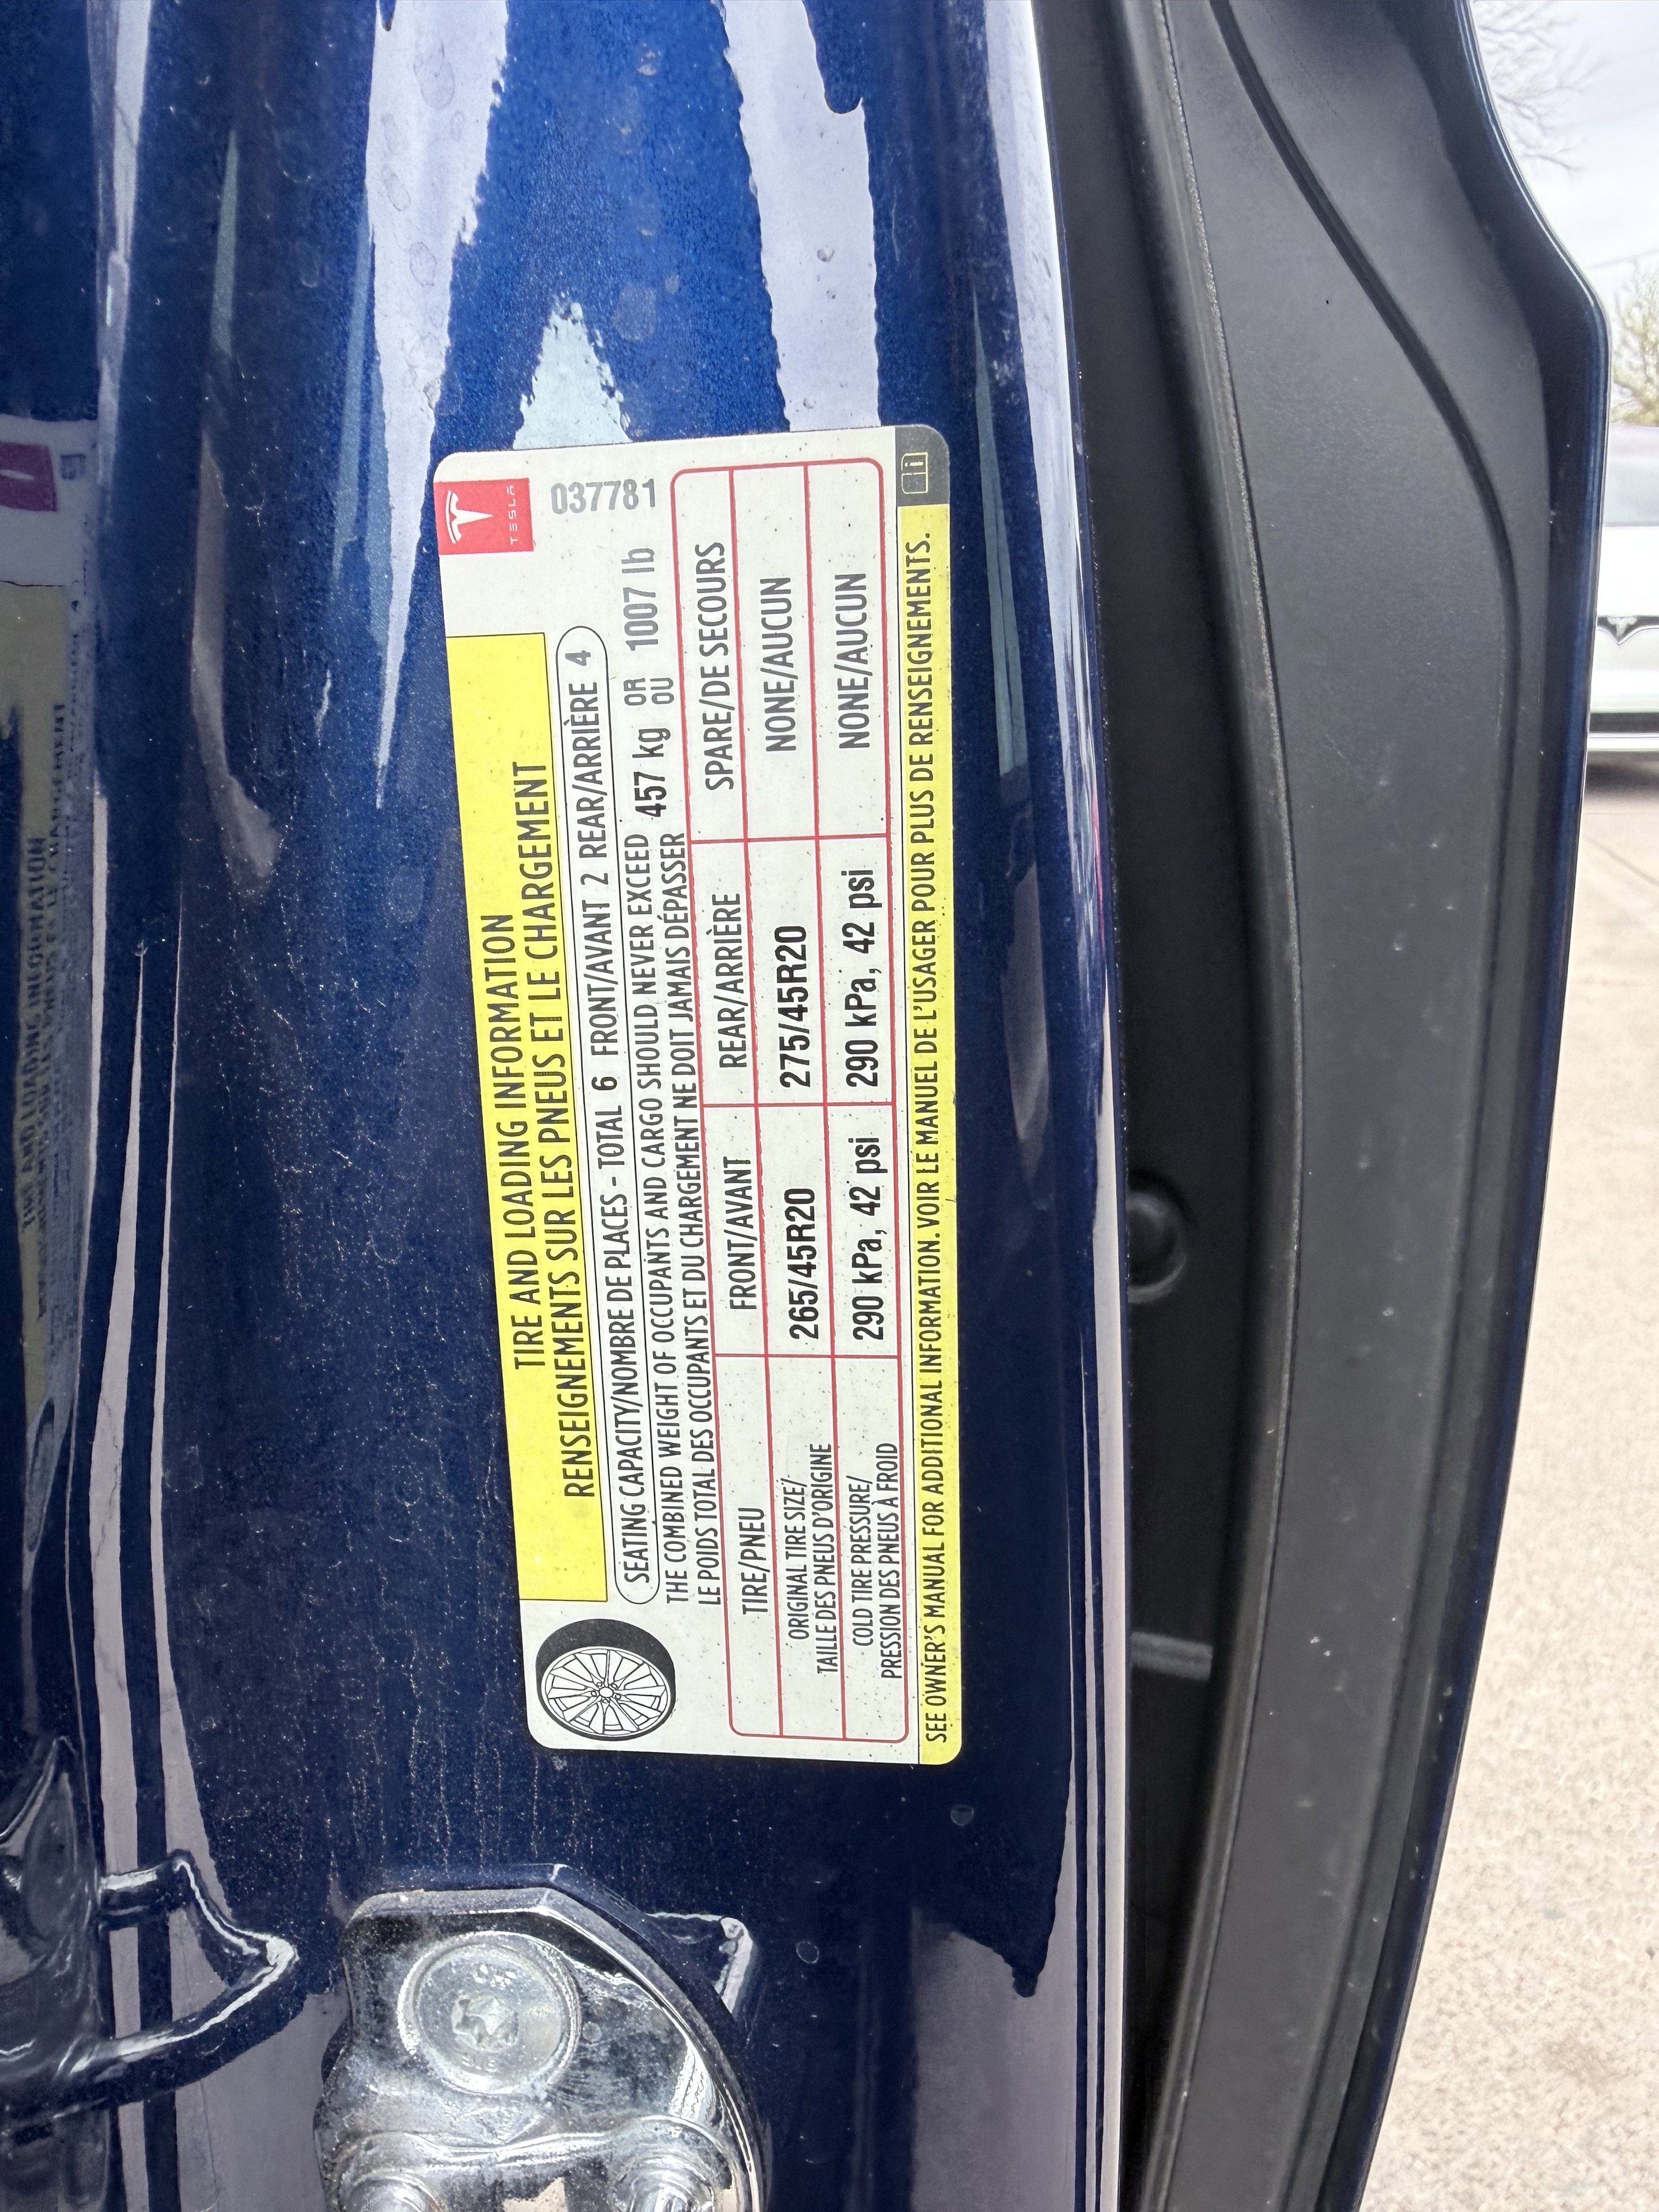 TESLA
TIRE AND LOADING INFORMATION
RENSEIGNEMENTS SUR LES PNEUS ET LE CHARGEMENT
037781
SEATING CAPACITY/NOMBRE DE PLACES - TOTAL 6 FRONT/AVANT 2 REAR/ARRIÈRE 4
THE COMBINED WEIGHT OF OCCUPANTS AND CARGO SHOULD NEVER EXCEED 457 kg OR 1007 lb
LE POIDS TOTAL DES OCCUPANTS ET DU CHARGEMENT NE DOIT JAMAIS DÉPASSER OU
TIRE/PNEU FRONT/AVANT REAR/ARRIÈRE SPARE/DE SECOURS
ORIGINAL TIRE SIZE/
TAILLE DES PNEUS D'ORIGINE 265/45R20 275/45R20 NONE/AUCUN
COLD TIRE PRESSURE/
PRESSION DES PNEUS À FROID 290 kPa, 42 psi 290 kPa, 42 psi NONE/AUCUN
SEE OWNER'S MANUAL FOR ADDITIONAL INFORMATION. VOIR LE MANUEL DE L'USAGER POUR PLUS DE RENSEIGNEMENTS.